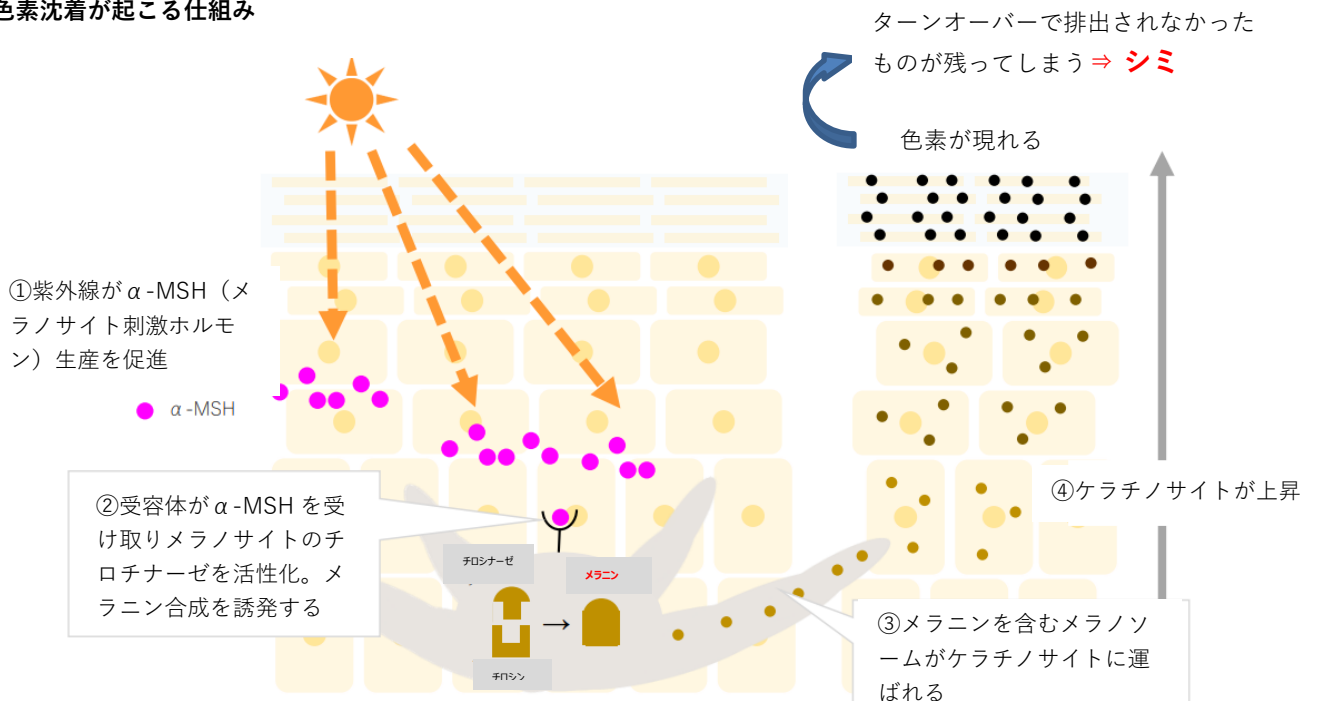 色素沈着が起こる仕組み
ターンオーバーで排出されなかった
ものが残ってしまう⇒ シミ
色素が現れる
①紫外線がα-MSH（メ
ラノサイト刺激ホルモ
ン）生産を促進
α-MSH
②受容体がα-MSH を受
け取りメラノサイトのチ
ロチナーゼを活性化。メ
ラニン合成を誘発する
チロシナーゼ
メラニン
→
チロシン
④ケラチノサイトが上昇
③メラニンを含むメラノソ
ームがケラチノサイトに運
ばれる